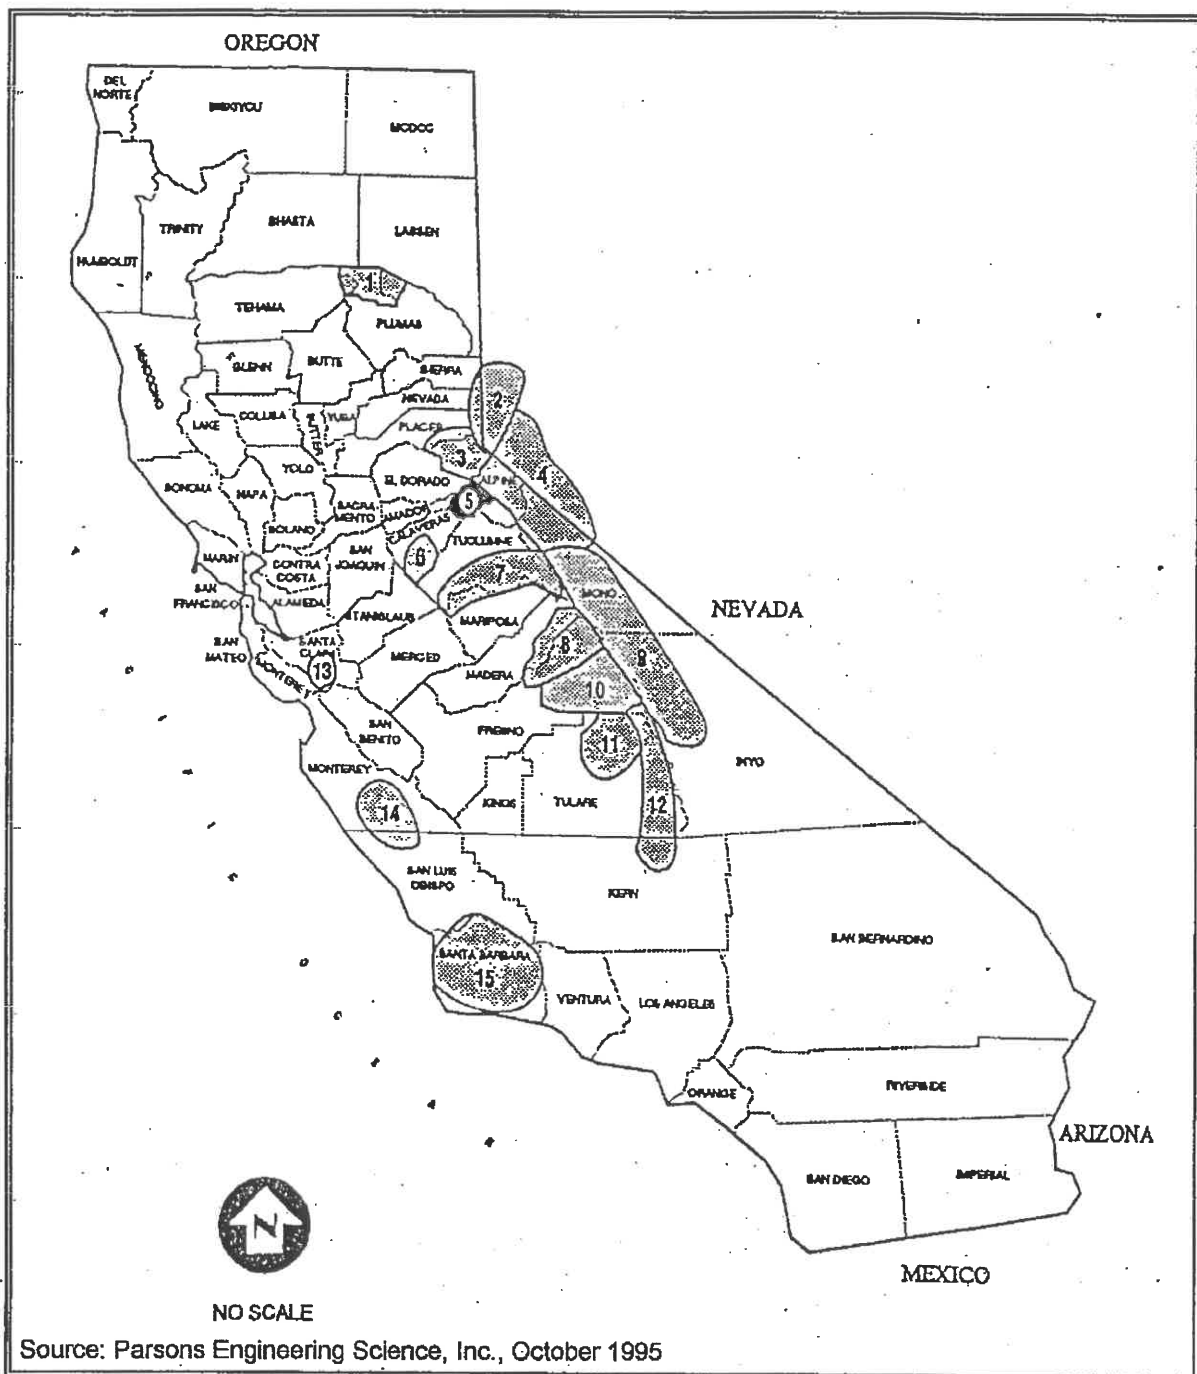 OREGON
DEL
NORTE
SISKIYOU
MODOC
TRINITY
SHASTA
LASSEN
HUMBOLDT
11
TEHAMA
PLUMAS
MENDOCINO
GLENN
BUTTE
SIERRA
2
NEVADA
LAKE
COLUSA
SUTTER
YUBA
PLACER
3
4
YOLO
EL DORADO
ALPINE
SONOMA
NAPA
SACRA
MENTO
AMADOR
5
SOLANO
CALAVERAS
TUOLUMNE
MARIN
CONTRA
COSTA
SAN
JOAQUIN
6
7
MONO
SAN
FRANCISCO
ALAMEDA
STANISLAUS
MARIPOSA
NEVADA
SAN
MATEO
SANTA
CLARA
MERCED
8
9
MONTEREY
13
MADERA
10
SAN
BENITO
FRESNO
11
MONTEREY
INYO
KINGS
TULARE
12
14
SAN LUIS
OBISPO
KERN
SAN BERNARDINO
SANTA BARBARA
15
VENTURA
LOS ANGELES
ORANGE
RIVERSIDE
ARIZONA
SAN DIEGO
IMPERIAL
MEXICO
N
NO SCALE
Source: Parsons Engineering Science, Inc., October 1995